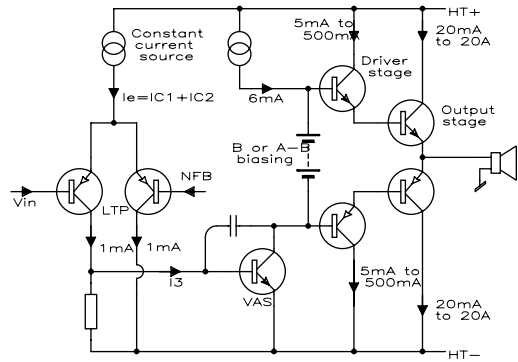 Constant
current
source
5mA to
500mA
HT+
20mA
to 20A
Driver
stage
Ie=IC1+IC2
6mA
Output
stage
B or A-B
biasing
NFB
Vin
LTP
1mA
1mA
I3
VAS
5mA to
500mA
20mA
to 20A
HT-